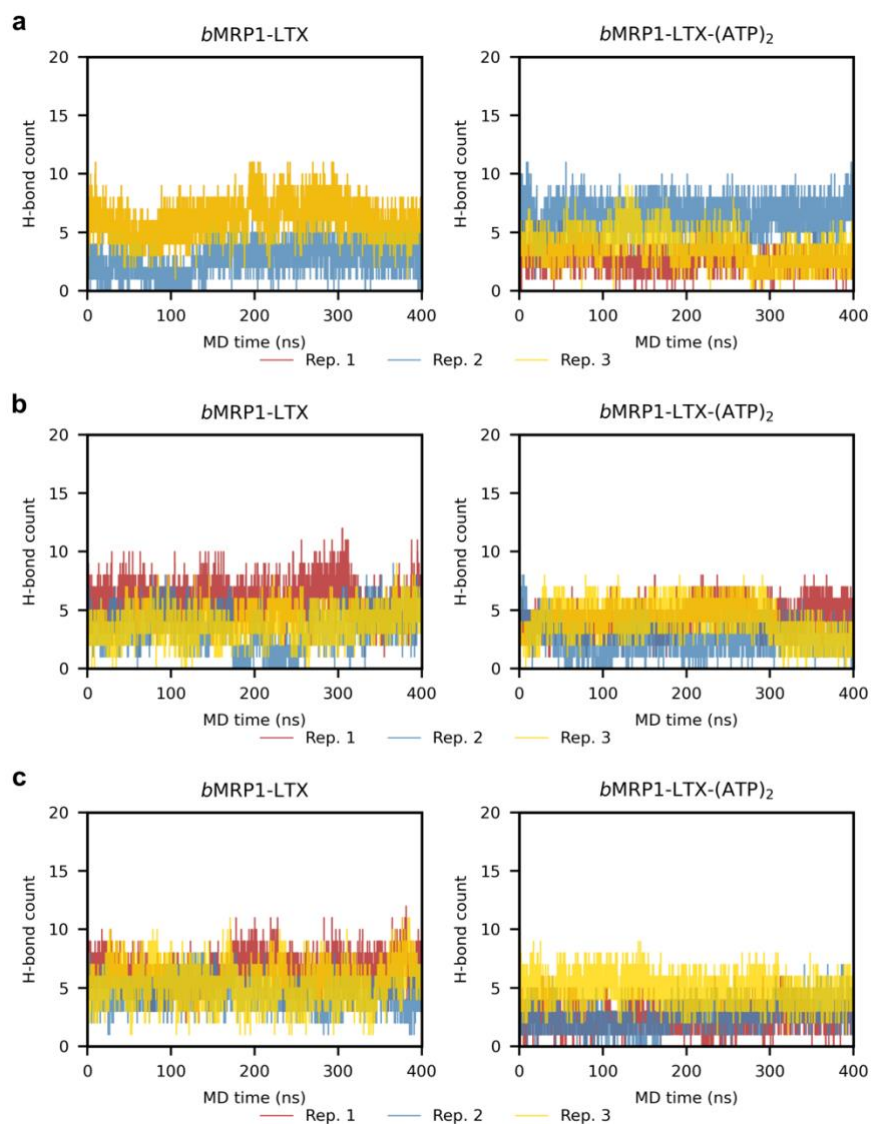 a
bMRP1-LTX bMRP1-LTX-(ATP)₂
20 20
15 15
10 10
5 5
0 0
H-bond count H-bond count
0 100 200 300 400 0 100 200 300 400
MD time (ns) MD time (ns)
Rep. 1 Rep. 2 Rep. 3
b
bMRP1-LTX bMRP1-LTX-(ATP)₂
20 20
15 15
10 10
5 5
0 0
H-bond count H-bond count
0 100 200 300 400 0 100 200 300 400
MD time (ns) MD time (ns)
Rep. 1 Rep. 2 Rep. 3
c
bMRP1-LTX bMRP1-LTX-(ATP)₂
20 20
15 15
10 10
5 5
0 0
H-bond count H-bond count
0 100 200 300 400 0 100 200 300 400
MD time (ns) MD time (ns)
Rep. 1 Rep. 2 Rep. 3